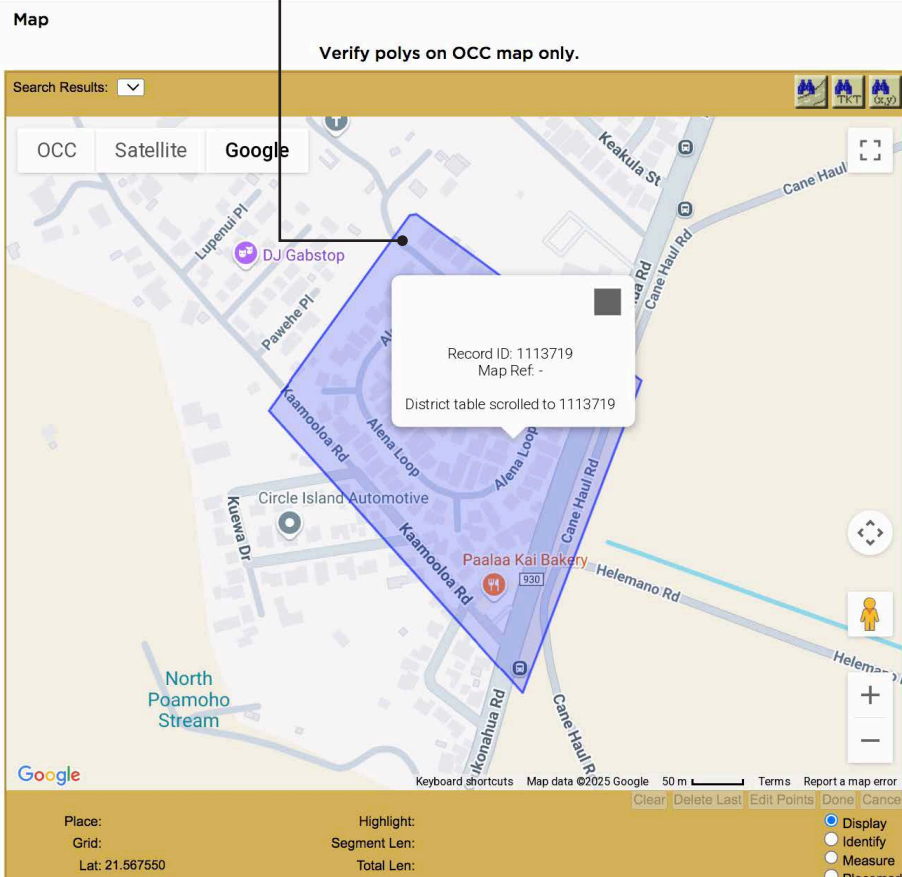 Map
Verify polys on OCC map only.
Search Results:
TKT
(x,y)
OCC
Satellite
Google
Keakula St
Cane Haul
Lupenui Pl
DJ Gabstop
Cane Haul Rd
Pawehe Pl
Record ID: 1113719
Map Ref: -
District table scrolled to 1113719
Kaamooloa Rd
Alena Loop
Alena Loop
Circle Island Automotive
Kuewa Dr
Cane Haul Rd
Kaamooloa Rd
Paalaa Kai Bakery
930
Helemano Rd
North
Poamoho
Stream
ukonahua Rd
Cane Haul R
Google
Keyboard shortcuts
Map data ©2025 Google
50 m
Terms
Report a map error
Clear
Delete Last
Edit Points
Done
Cance
Place:
Highlight:
Display
Grid:
Segment Len:
Identify
Lat: 21.567550
Total Len:
Measure